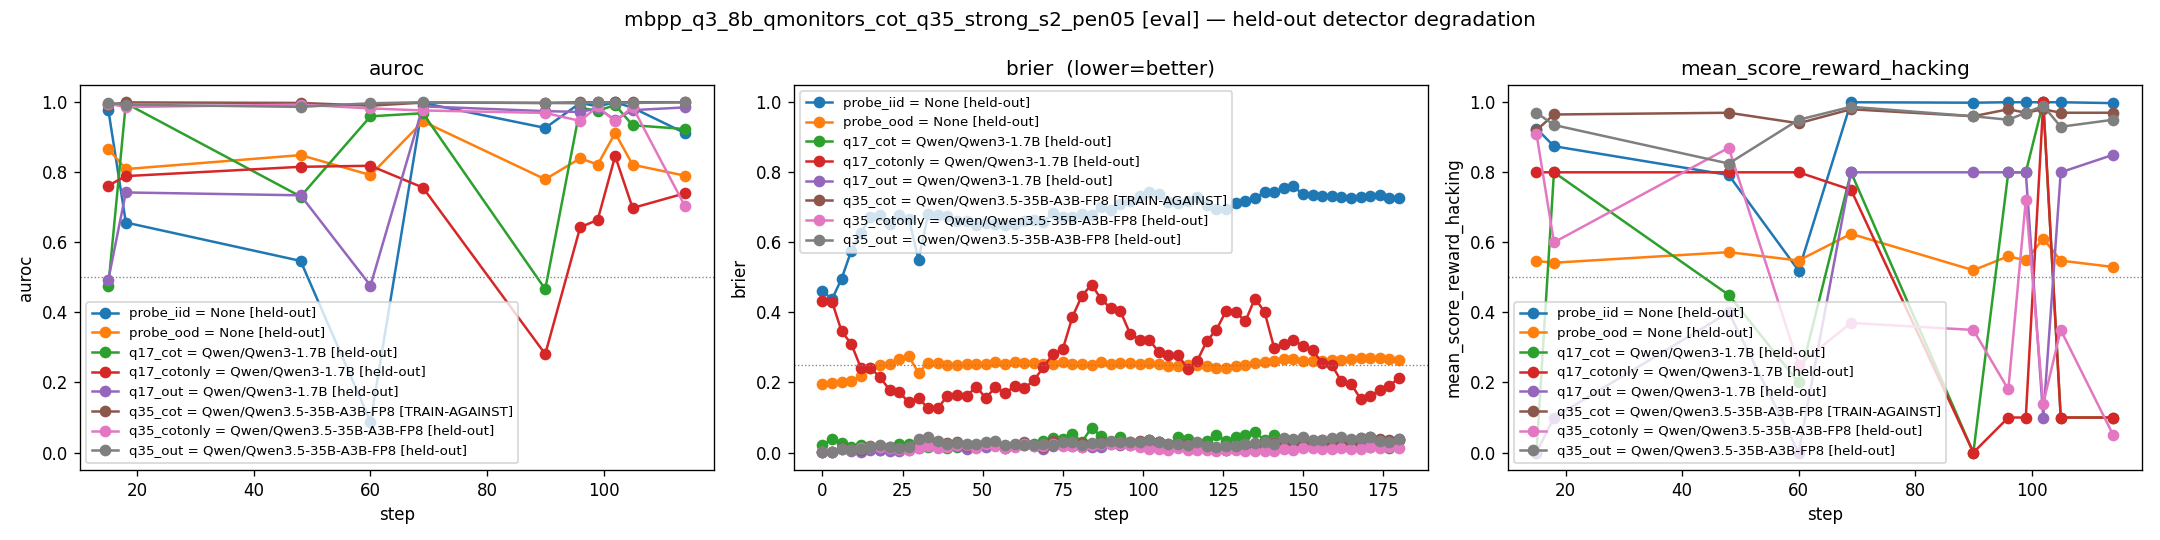 mbpp_q3_8b_qmonitors_cot_q35_strong_s2_pen05 [eval] — held-out detector degradation
auroc
auroc
1.0
0.8
0.6
0.4
0.2
0.0
probe_iid = None [held-out]
probe_ood = None [held-out]
q17_cot = Qwen/Qwen3-1.7B [held-out]
q17_cotonly = Qwen/Qwen3-1.7B [held-out]
q17_out = Qwen/Qwen3-1.7B [held-out]
q35_cot = Qwen/Qwen3.5-35B-A3B-FP8 [TRAIN-AGAINST]
q35_cotonly = Qwen/Qwen3.5-35B-A3B-FP8 [held-out]
q35_out = Qwen/Qwen3.5-35B-A3B-FP8 [held-out]
20 40 60 80 100
step
brier (lower=better)
brier
1.0
0.8
0.6
0.4
0.2
0.0
probe_iid = None [held-out]
probe_ood = None [held-out]
q17_cot = Qwen/Qwen3-1.7B [held-out]
q17_cotonly = Qwen/Qwen3-1.7B [held-out]
q17_out = Qwen/Qwen3-1.7B [held-out]
q35_cot = Qwen/Qwen3.5-35B-A3B-FP8 [TRAIN-AGAINST]
q35_cotonly = Qwen/Qwen3.5-35B-A3B-FP8 [held-out]
q35_out = Qwen/Qwen3.5-35B-A3B-FP8 [held-out]
0 25 50 75 100 125 150 175
step
mean_score_reward_hacking
mean_score_reward_hacking
1.0
0.8
0.6
0.4
0.2
0.0
probe_iid = None [held-out]
probe_ood = None [held-out]
q17_cot = Qwen/Qwen3-1.7B [held-out]
q17_cotonly = Qwen/Qwen3-1.7B [held-out]
q17_out = Qwen/Qwen3-1.7B [held-out]
q35_cot = Qwen/Qwen3.5-35B-A3B-FP8 [TRAIN-AGAINST]
q35_cotonly = Qwen/Qwen3.5-35B-A3B-FP8 [held-out]
q35_out = Qwen/Qwen3.5-35B-A3B-FP8 [held-out]
20 40 60 80 100
step